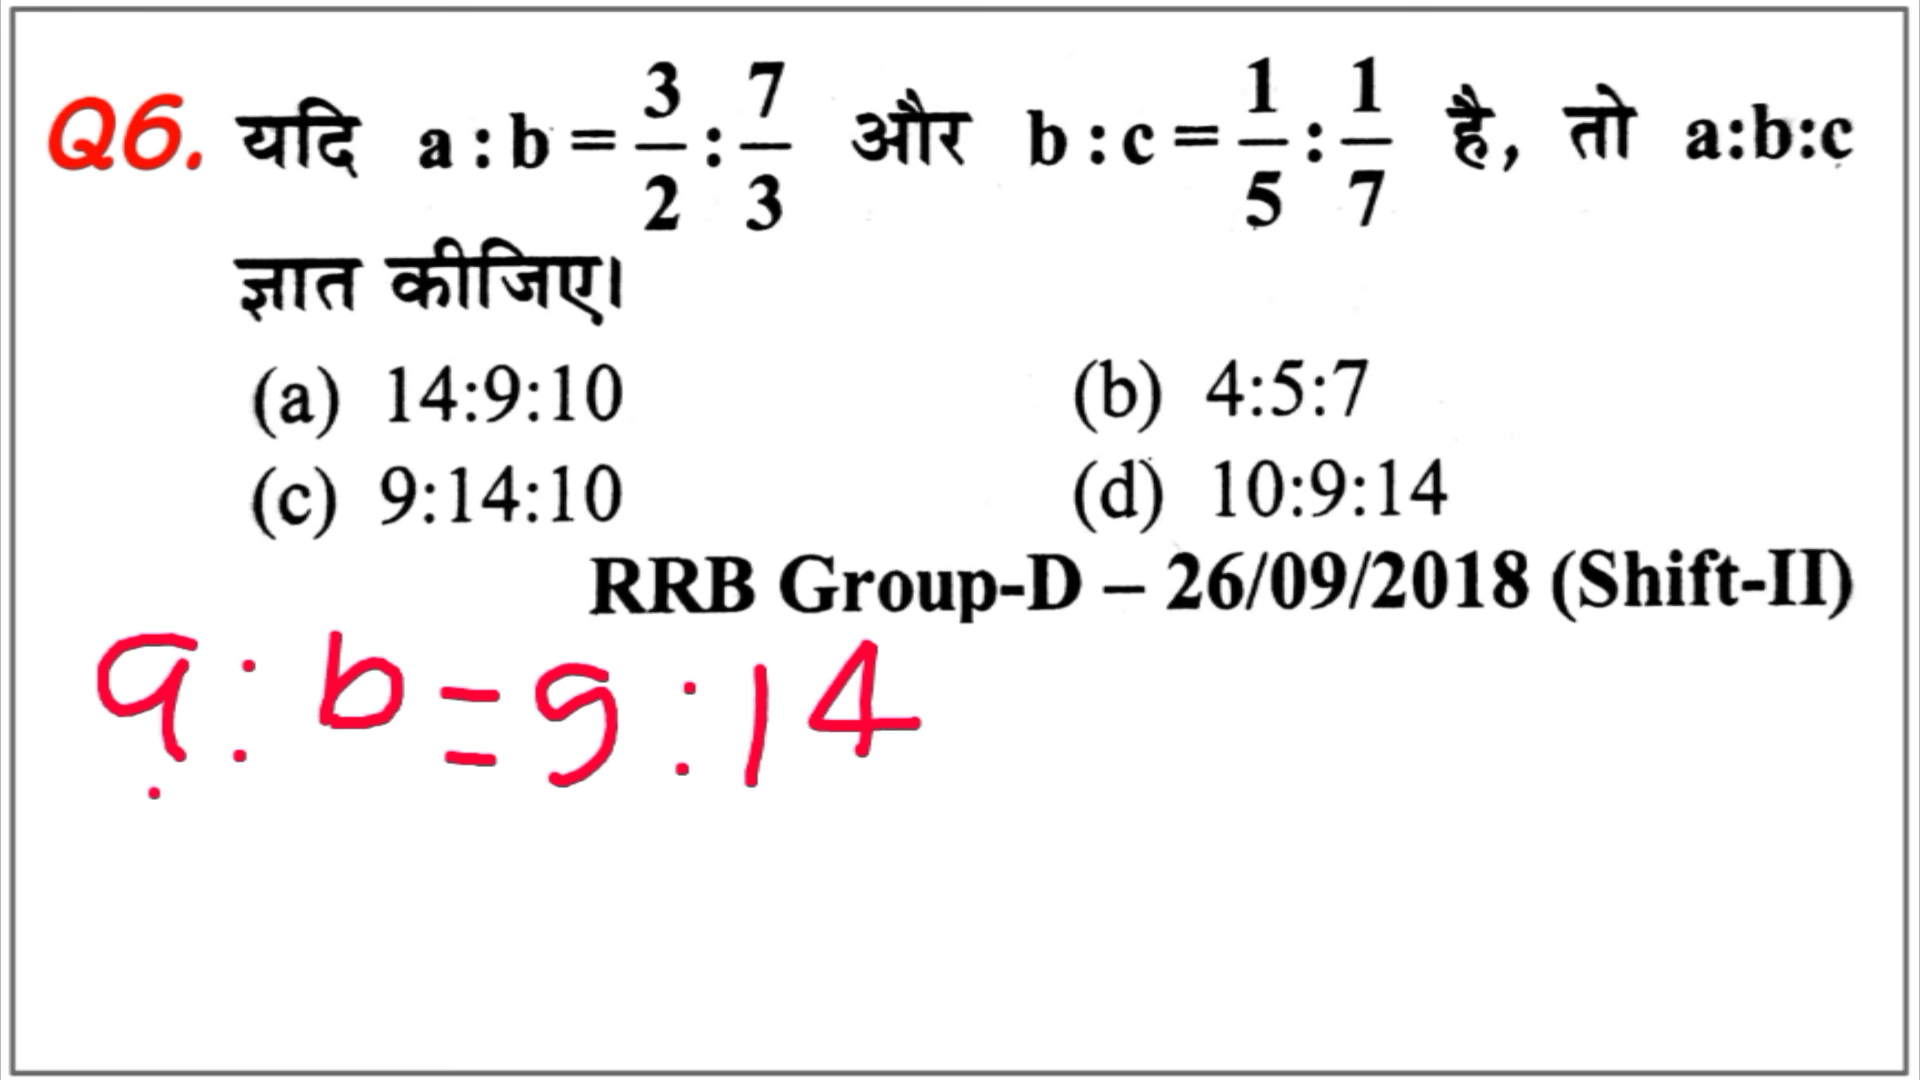 Q6. यदि a : b = 3/2 : 7/3 और b : c = 1/5 : 1/7 है, तो a:b:c
ज्ञात कीजिए।
(a) 14:9:10 (b) 4:5:7
(c) 9:14:10 (d) 10:9:14
RRB Group-D – 26/09/2018 (Shift-II)
a : b = 9 : 14